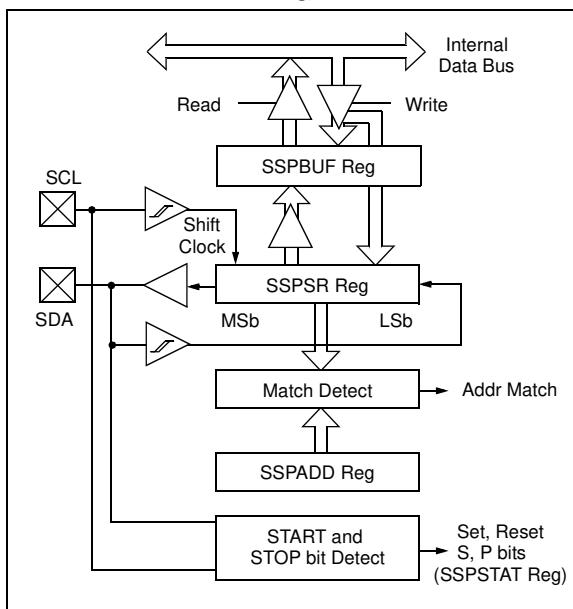 Internal
Data Bus
Read
Write
SSPBUF Reg
SCL
Shift
Clock
SSPSR Reg
SDA
MSb
LSb
Match Detect
Addr Match
SSPADD Reg
START and
STOP bit Detect
Set, Reset
S, P bits
(SSPSTAT Reg)